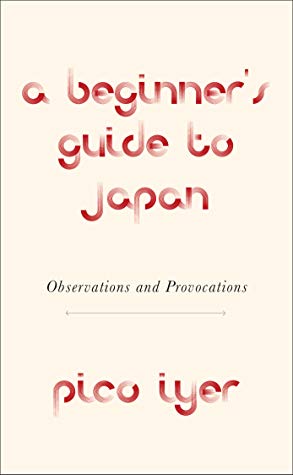 a beginner's
guide to
Japan
Observations and Provocations
pico iyer